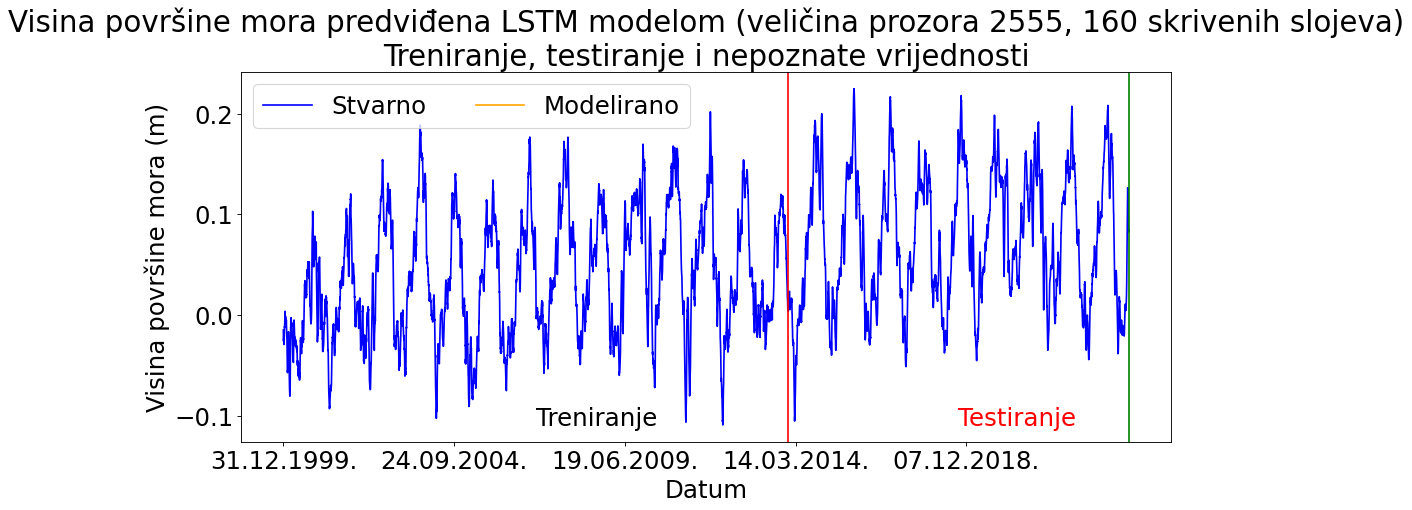 Visina površine mora predviđena LSTM modelom (veličina prozora 2555, 160 skrivenih slojeva)
Treniranje, testiranje i nepoznate vrijednosti
Stvarno Modelirano
Visina površine mora (m)
0.2
0.1
0.0
−0.1
Treniranje Testiranje
31.12.1999. 24.09.2004. 19.06.2009. 14.03.2014. 07.12.2018.
Datum